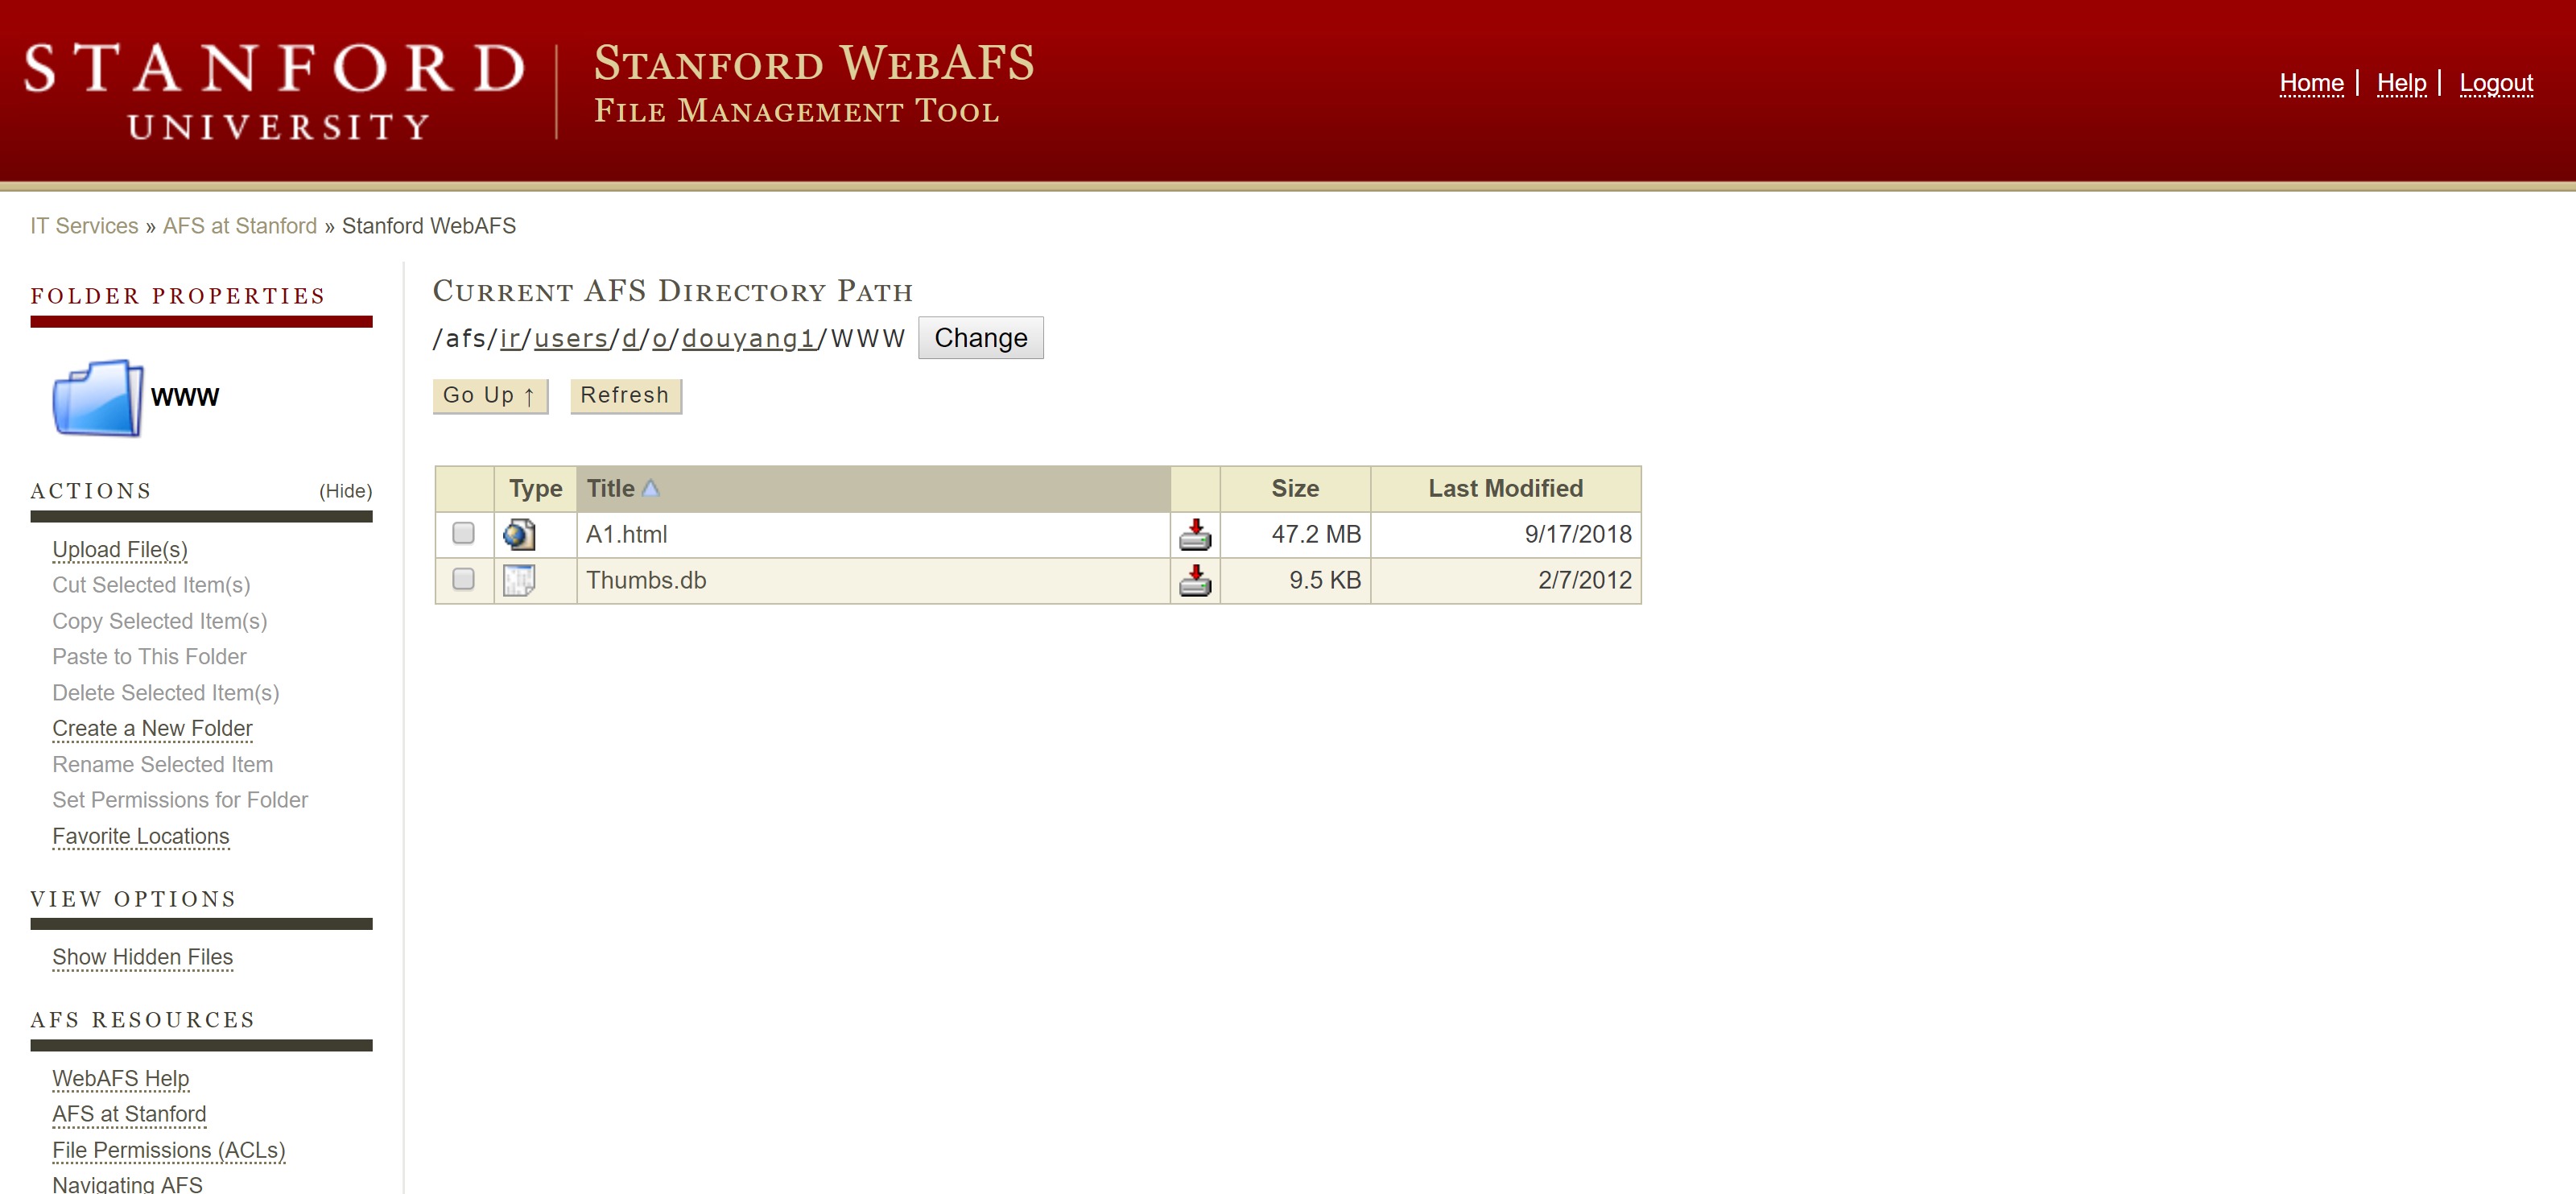 STANFORD
UNIVERSITY
STANFORD WEBAFS
FILE MANAGEMENT TOOL
Home | Help | Logout
IT Services » AFS at Stanford » Stanford WebAFS
FOLDER PROPERTIES
WWW
ACTIONS (Hide)
Upload File(s)
Cut Selected Item(s)
Copy Selected Item(s)
Paste to This Folder
Delete Selected Item(s)
Create a New Folder
Rename Selected Item
Set Permissions for Folder
Favorite Locations
VIEW OPTIONS
Show Hidden Files
AFS RESOURCES
WebAFS Help
AFS at Stanford
File Permissions (ACLs)
Navigating AFS
CURRENT AFS DIRECTORY PATH
/afs/ir/users/d/o/douyang1/WWW Change
Go Up ↑ Refresh
Type Title Size Last Modified
A1.html 47.2 MB 9/17/2018
Thumbs.db 9.5 KB 2/7/2012